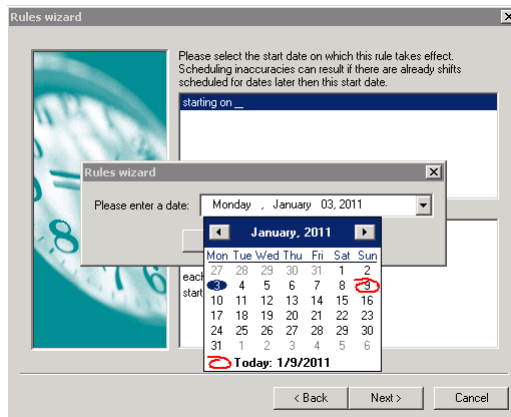 Rules wizard
Please select the start date on which this rule takes effect.
Scheduling inaccuracies can result if there are already shifts
scheduled for dates later then this start date.
starting on __
Rules wizard
Please enter a date:
Monday , January 03, 2011
January, 2011
Mon Tue Wed Thu Fri Sat Sun
27 28 29 30 31 1 2
3 4 5 6 7 8 9
10 11 12 13 14 15 16
17 18 19 20 21 22 23
24 25 26 27 28 29 30
31 1 2 3 4 5 6
Today: 1/9/2011
each
start
< Back
Next >
Cancel